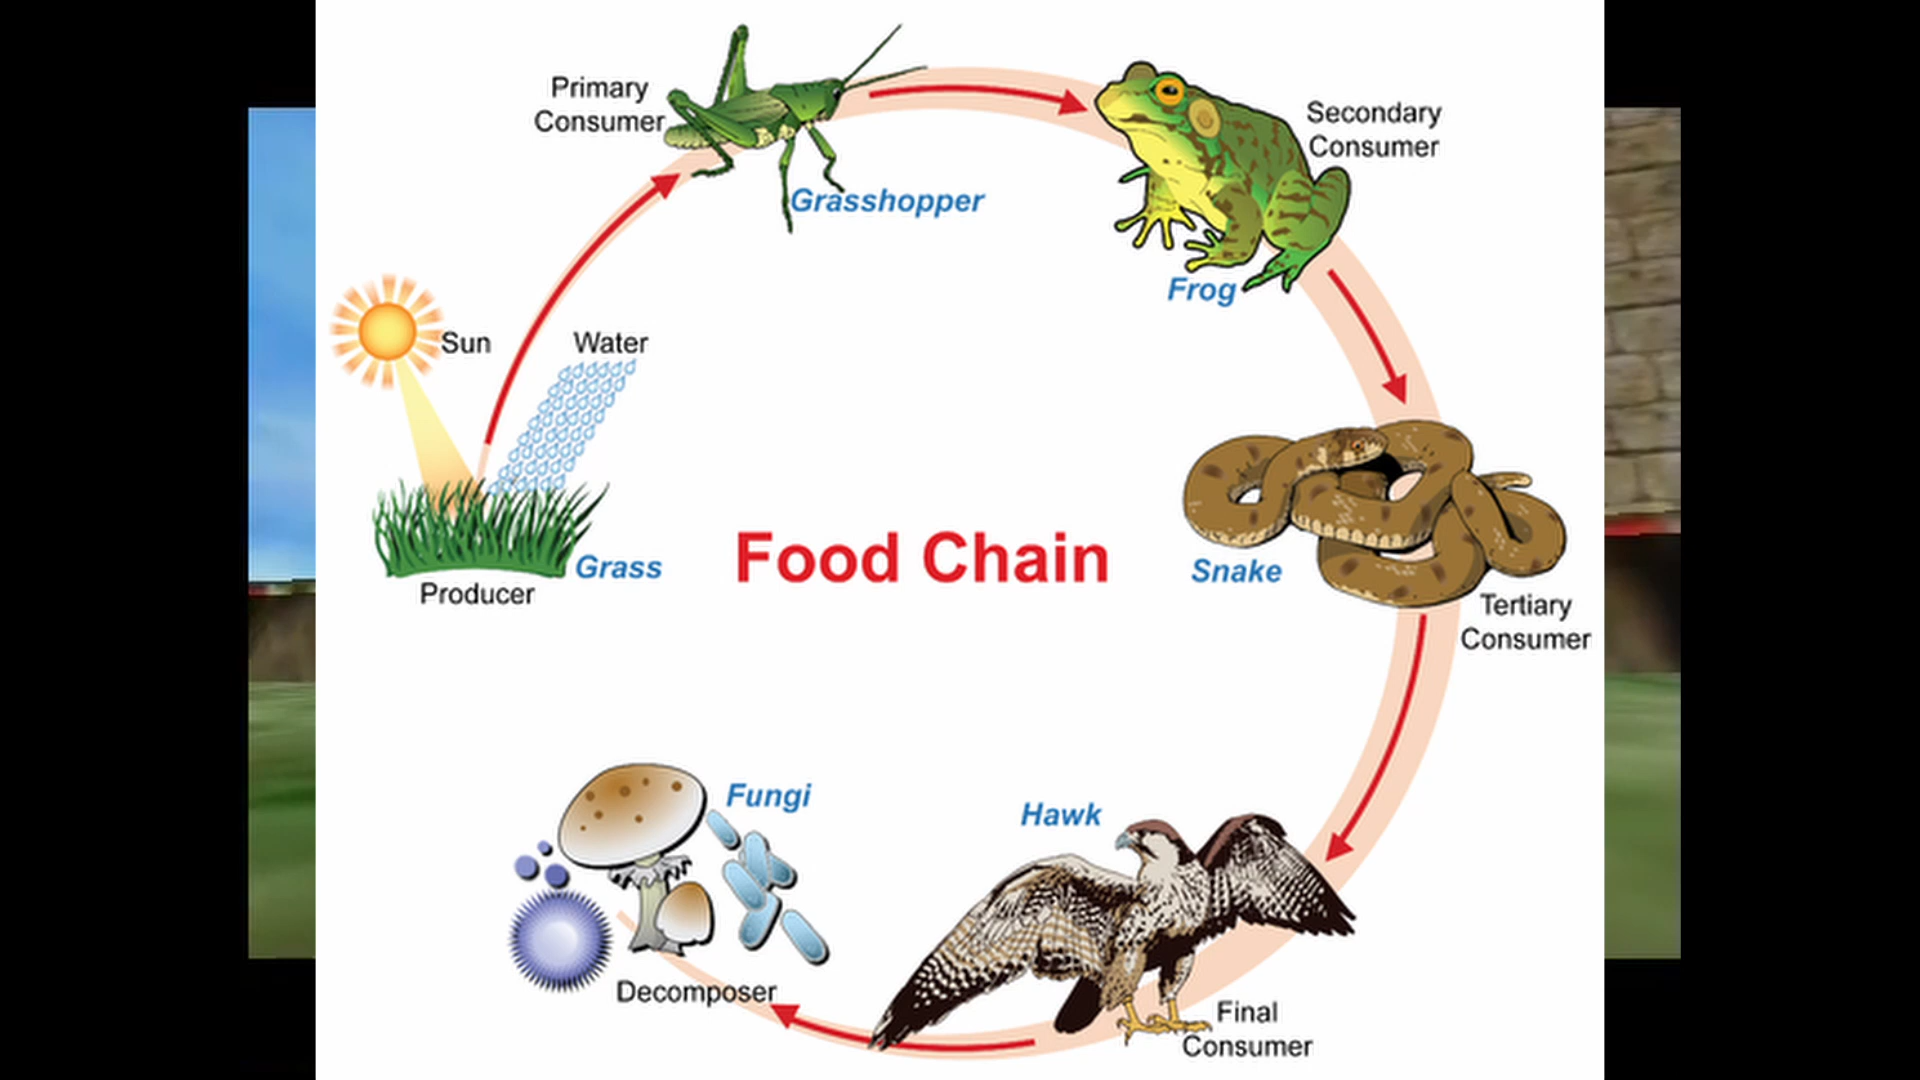 Primary
Consumer
Grasshopper
Secondary
Consumer
Frog
Sun
Water
Grass
Producer
Food Chain
Snake
Tertiary
Consumer
Fungi
Hawk
Decomposer
Final
Consumer